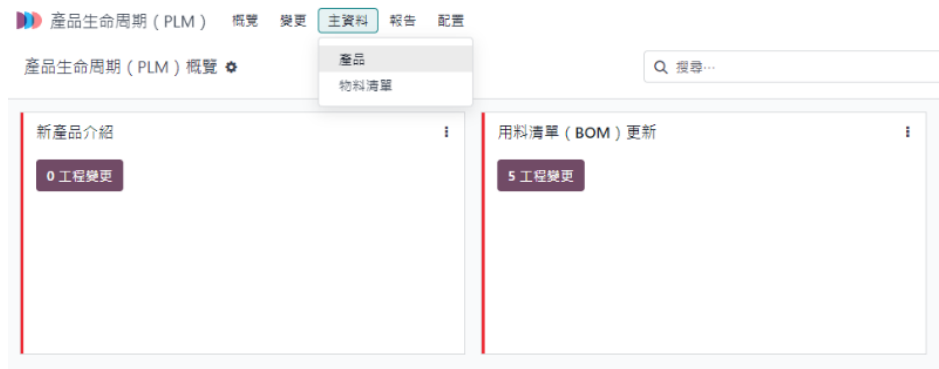 產品生命周期（PLM） 概覽 變更 主資料 報告 配置
產品
物料清單
產品生命周期（PLM）概覽
搜尋…
新產品介紹
0 工程變更
用料清單（BOM）更新
5 工程變更